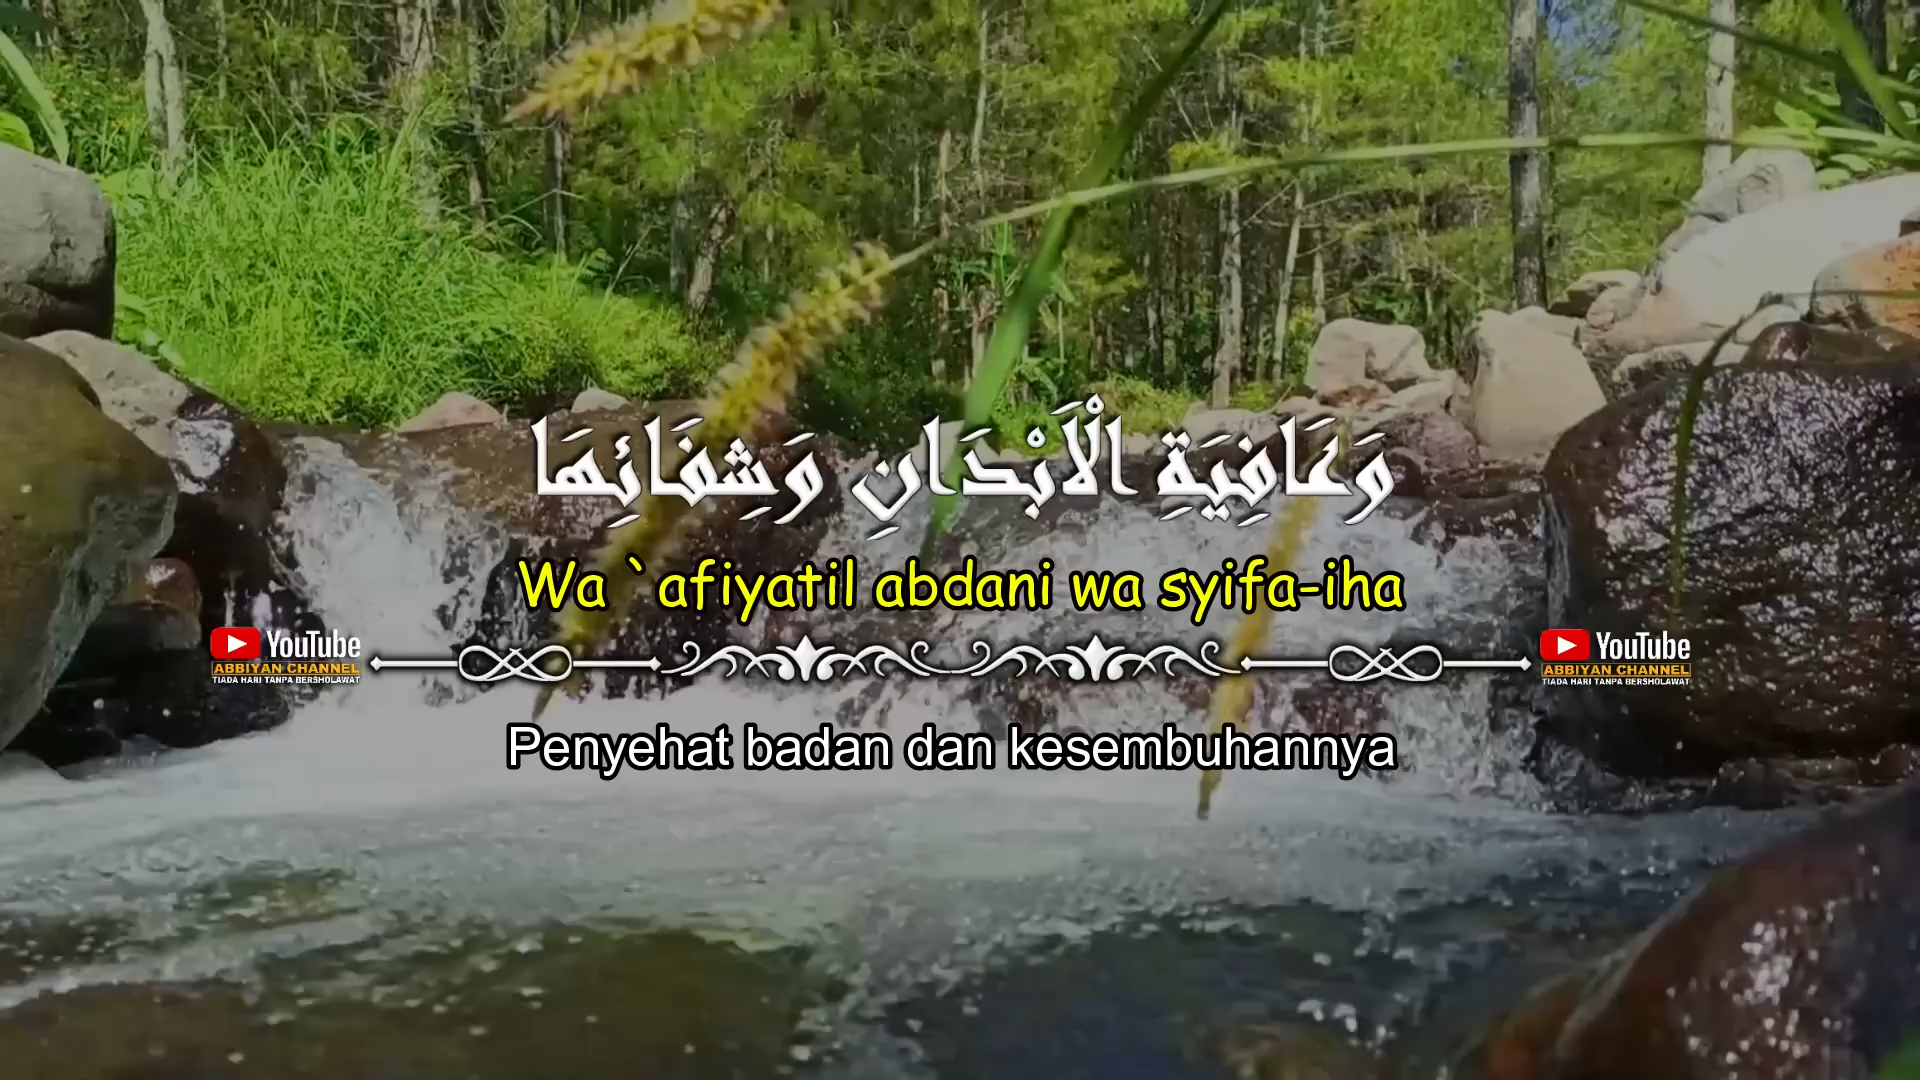 وَعَافِيَةِ الْاَبْدَانِ وَشِفَائِهَا
Wa `afiyatil abdani wa syifa-iha
YouTube
ABBIYAN CHANNEL
TIADA HARI TANPA BERSHOLAWAT
YouTube
ABBIYAN CHANNEL
TIADA HARI TANPA BERSHOLAWAT
Penyehat badan dan kesembuhannya